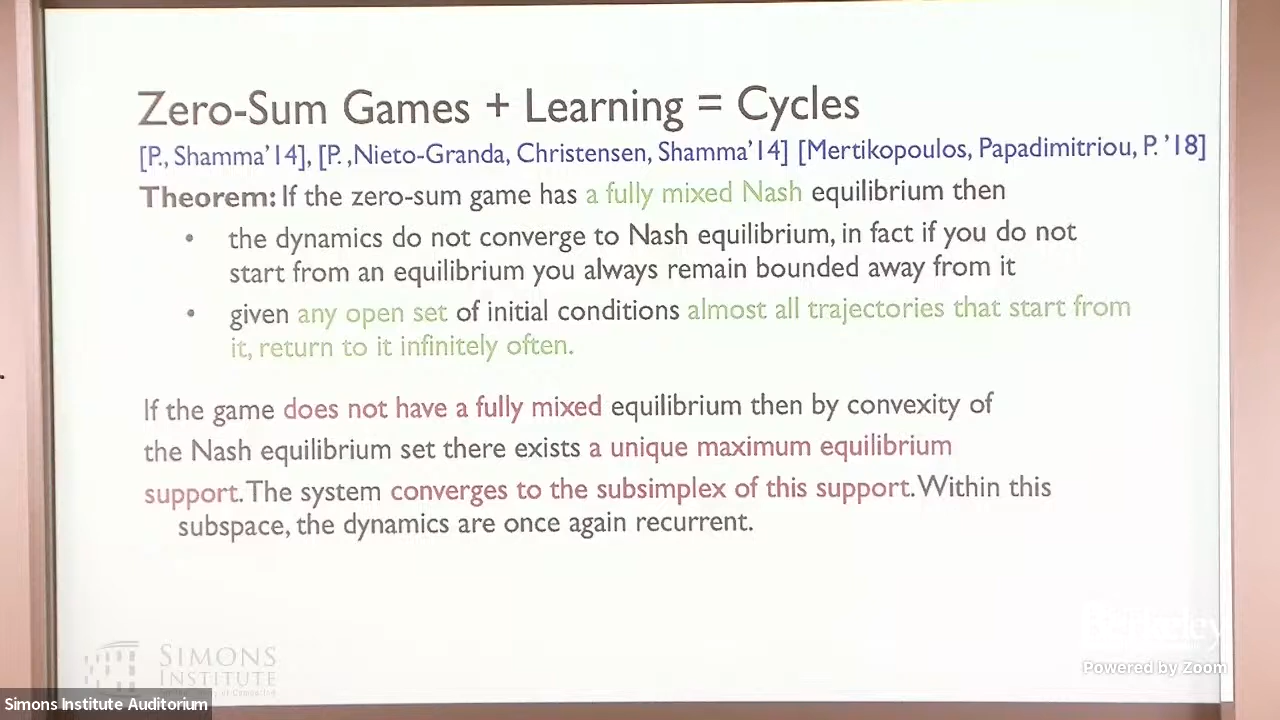 Zero-Sum Games + Learning = Cycles
[P., Shamma'14], [P. ,Nieto-Granda, Christensen, Shamma'14] [Mertikopoulos, Papadimitriou, P. '18]
Theorem: If the zero-sum game has a fully mixed Nash equilibrium then
• the dynamics do not converge to Nash equilibrium, in fact if you do not
start from an equilibrium you always remain bounded away from it
• given any open set of initial conditions almost all trajectories that start from
it, return to it infinitely often.
If the game does not have a fully mixed equilibrium then by convexity of
the Nash equilibrium set there exists a unique maximum equilibrium
support. The system converges to the subsimplex of this support. Within this
subspace, the dynamics are once again recurrent.
SIMONS
INSTITUTE
Berkeley
Powered by Zoom
Simons Institute Auditorium